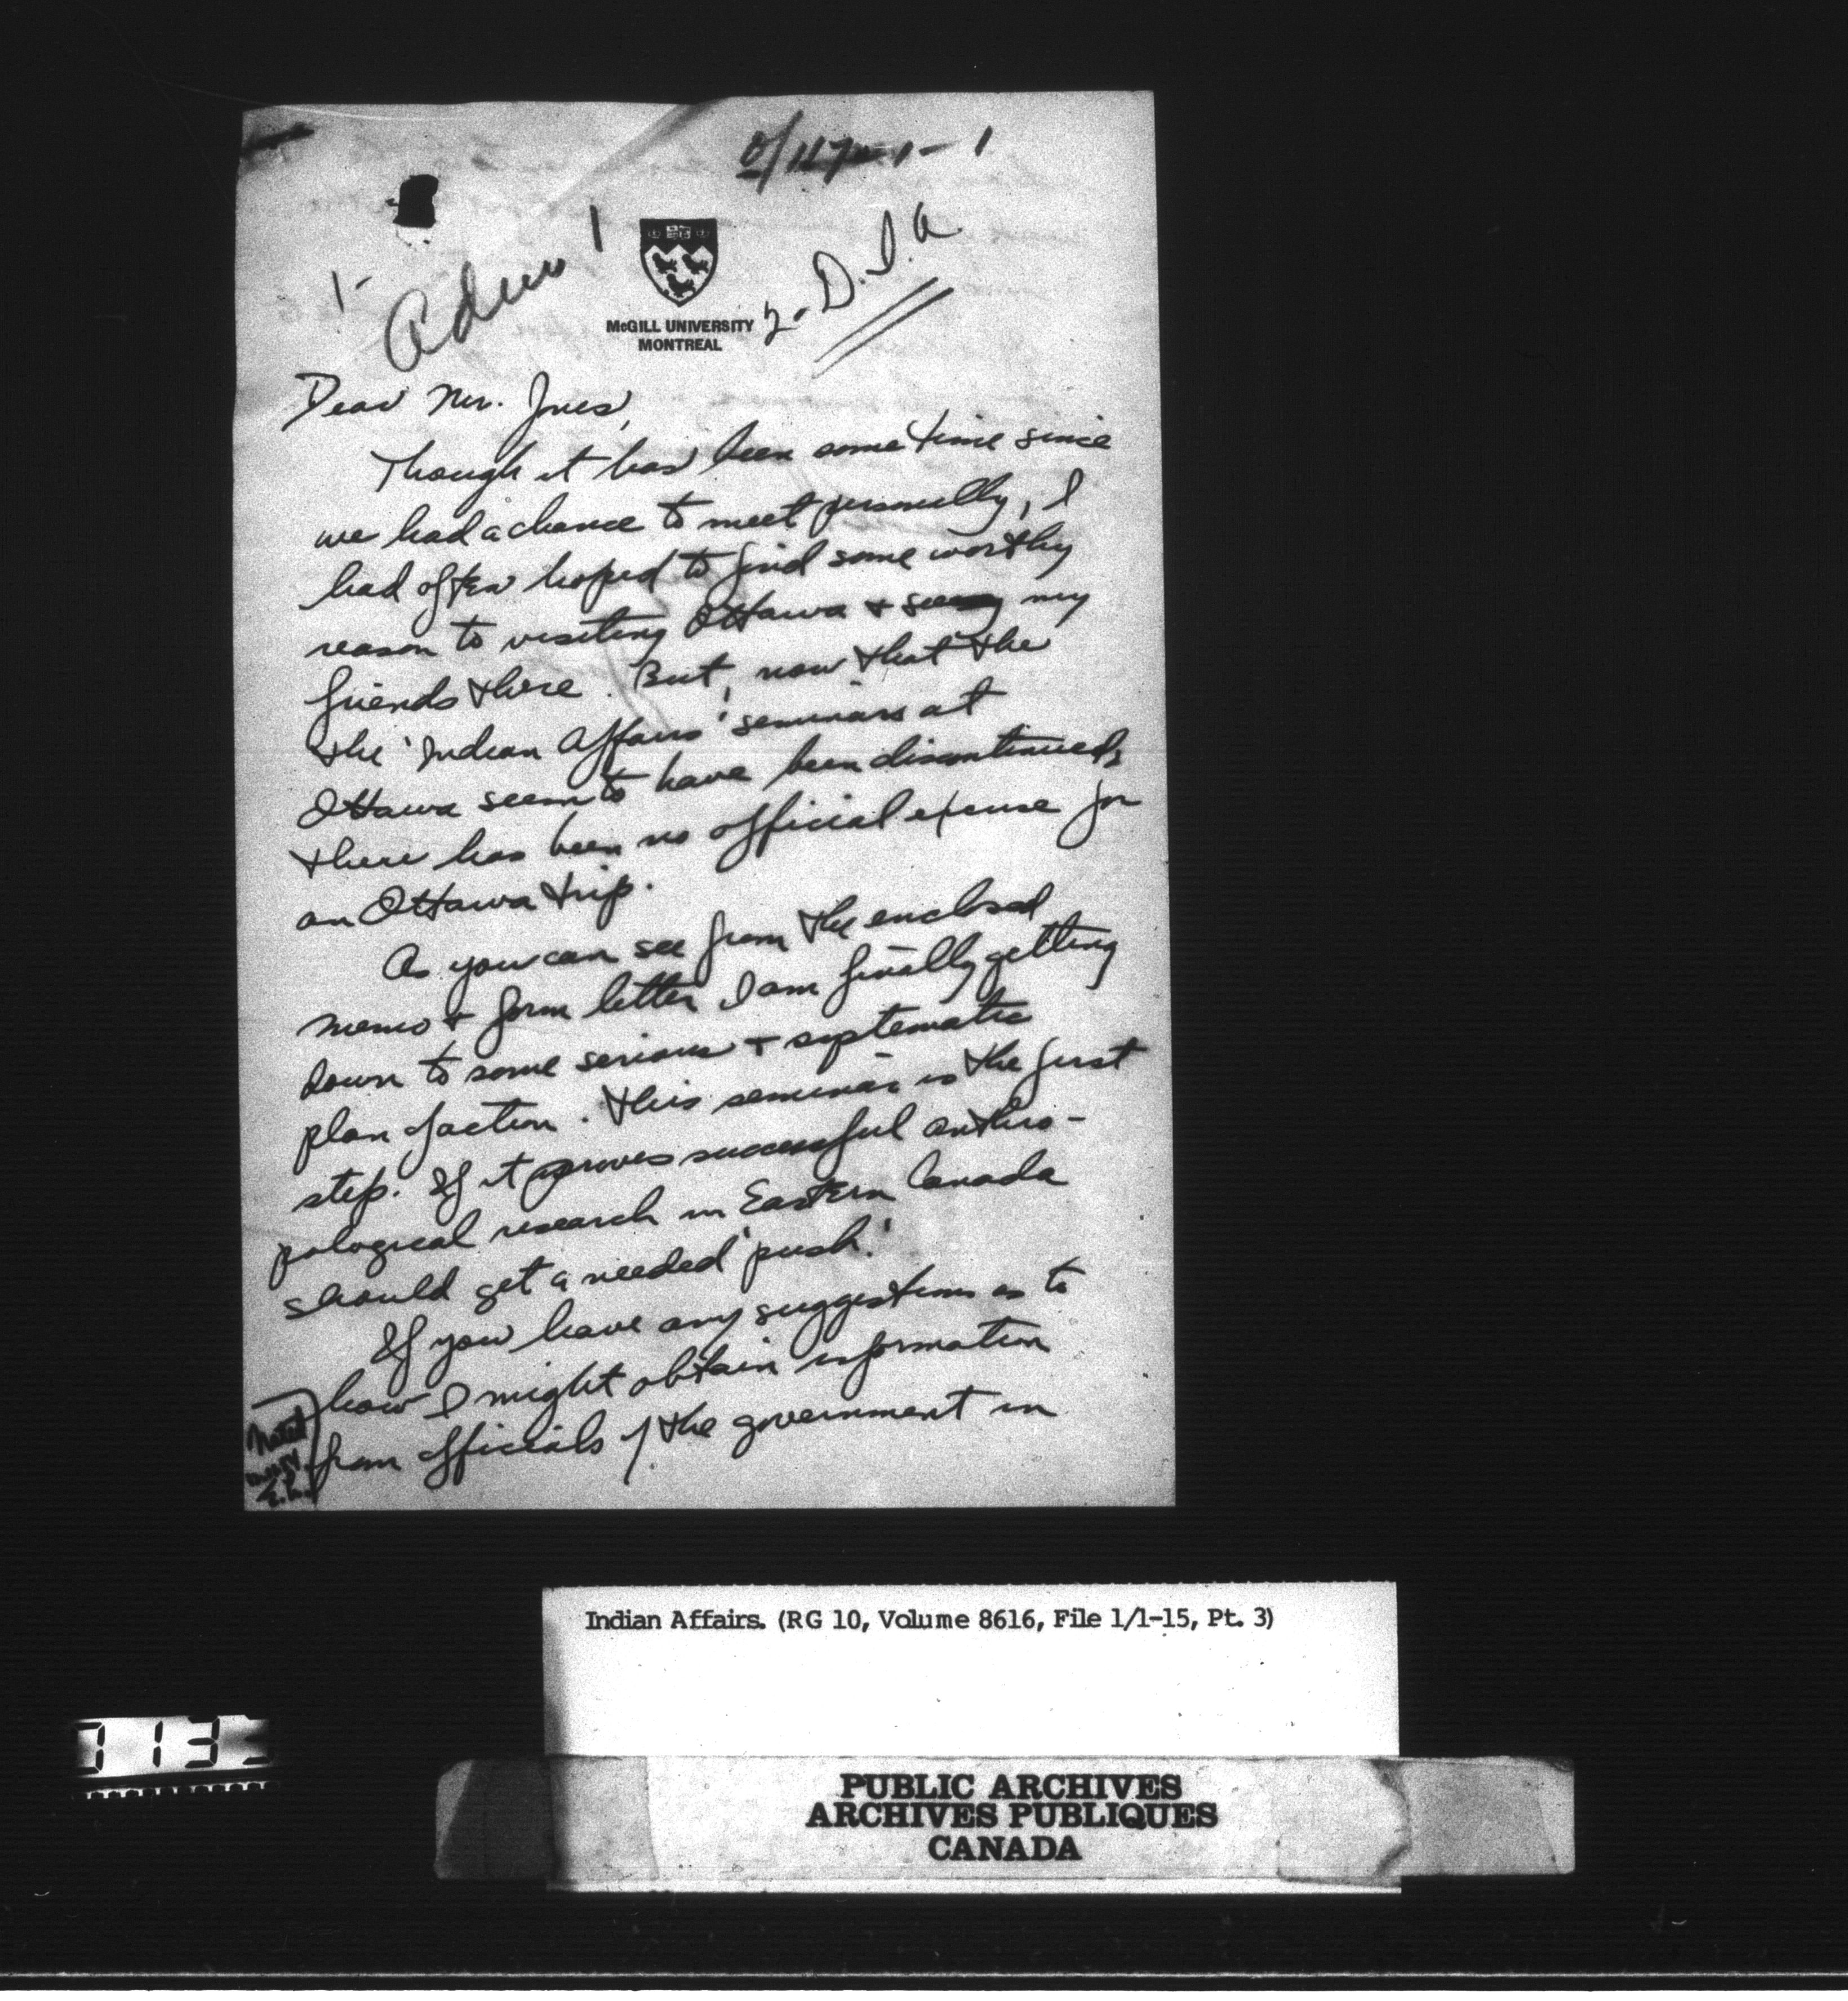 0/117-1-1
1-
Adm
2. D.I.A
McGILL UNIVERSITY
MONTREAL
Dear Mr. Jones,
Though it has been some time since
we had a chance to meet personally, I
had often hoped to find some worthy
reason to visiting Ottawa & seeing my
friends there. But, now that the
the 'Indian Affairs' seminars at
Ottawa seem to have been discontinued,
there has been no official expense for
an Ottawa trip.
As you can see from the enclosed
memo & form letter I am finally getting
down to some serious & systematic
plan of action. This seminar is the first
step. If it proves successful anthro-
pological research in Eastern Canada
should get a needed 'push.'
If you have any suggestions as to
how I might obtain information
from officials of the government in
Noted
Indian Affairs. (RG 10, Volume 8616, File 1/1-15, Pt. 3)
7133
PUBLIC ARCHIVES
ARCHIVES PUBLIQUES
CANADA